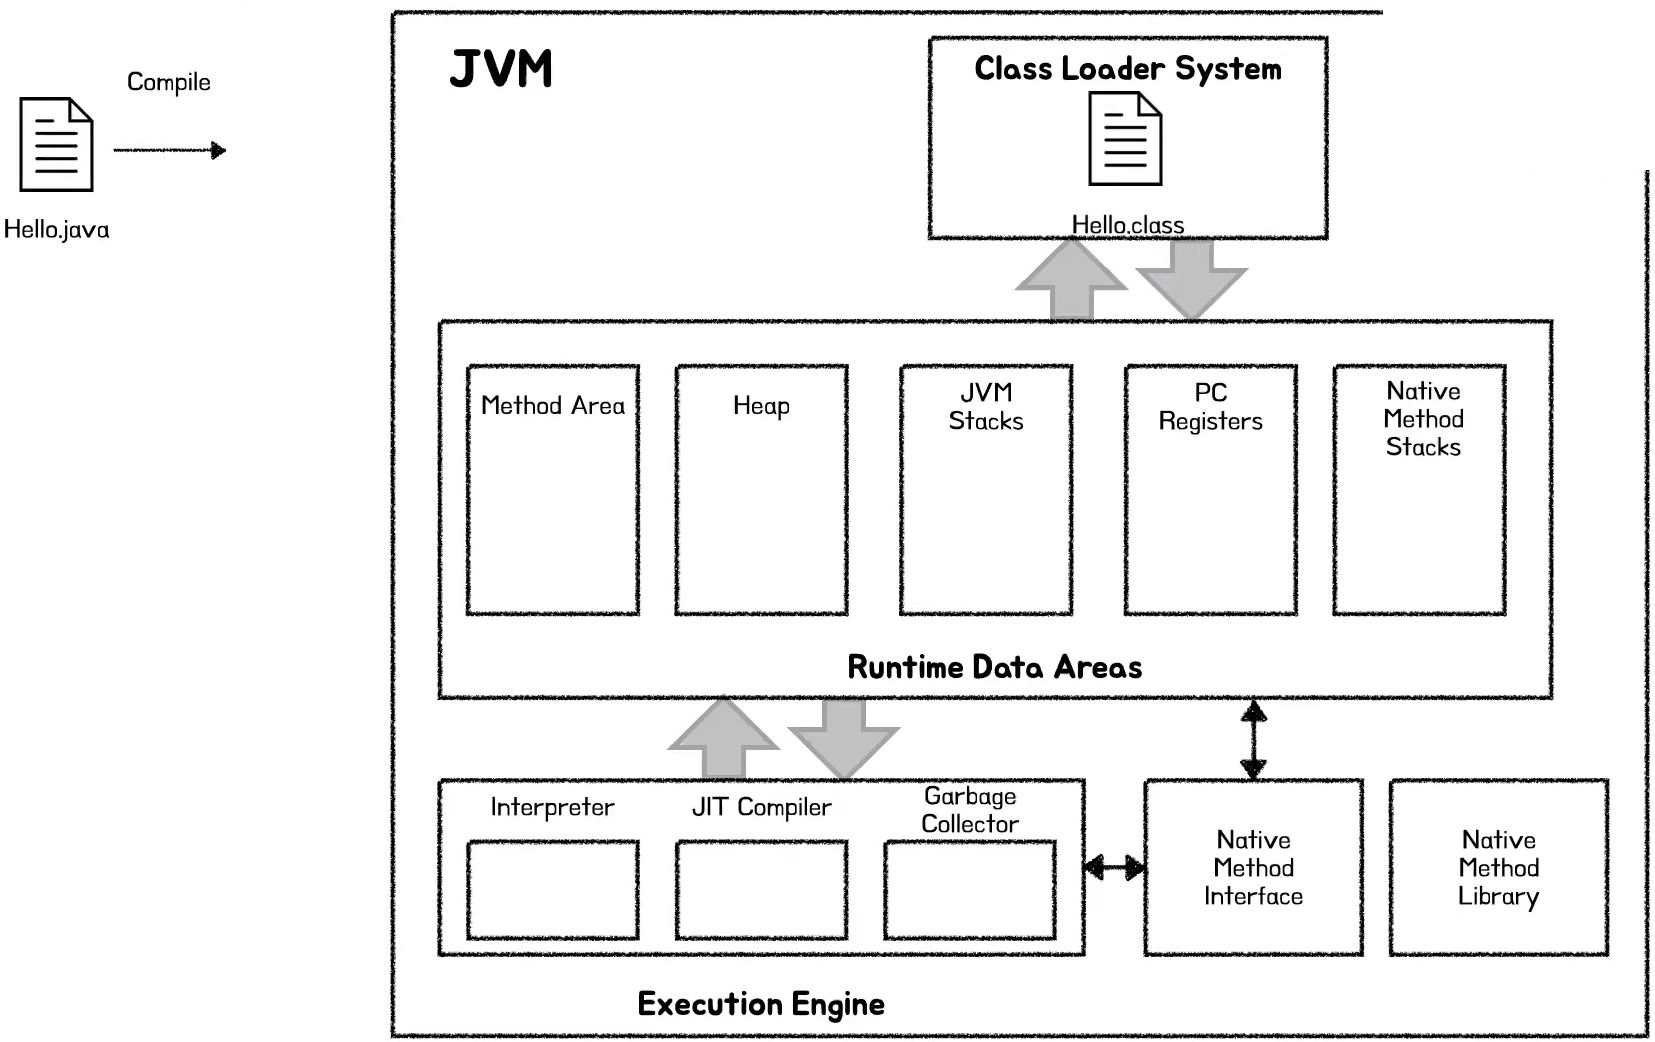 JVM
Class Loader System
Compile
Hello.java
Hello.class
Method Area
Heap
JVM
Stacks
PC
Registers
Native
Method
Stacks
Runtime Data Areas
Interpreter
JIT Compiler
Garbage
Collector
Native
Method
Interface
Native
Method
Library
Execution Engine